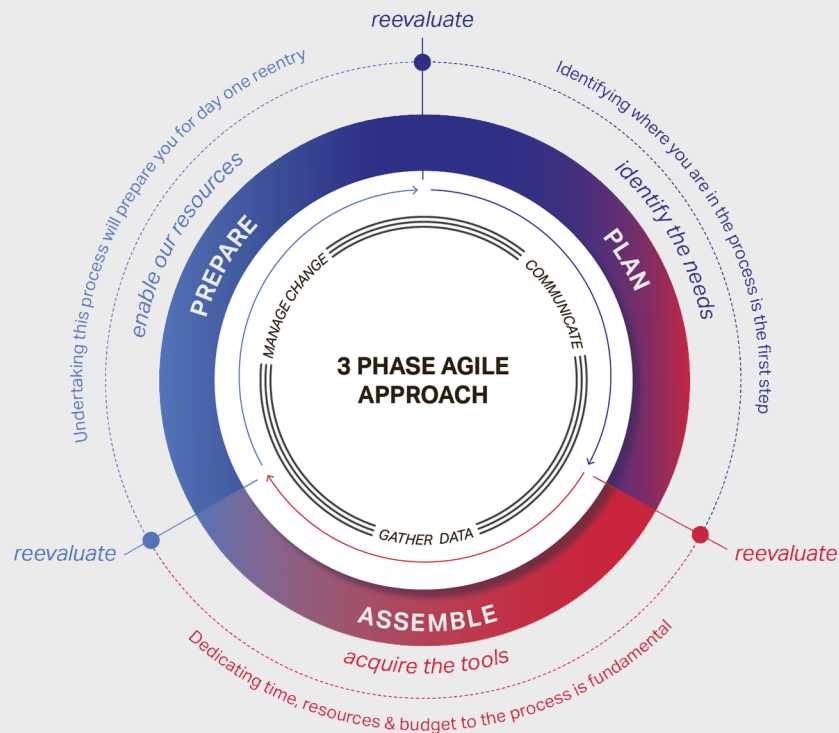 reevaluate
Identifying where you are in the process is the first step
identify the needs
PLAN
COMMUNICATE
reevaluate
ASSEMBLE
acquire the tools
Dedicating time, resources & budget to the process is fundamental
GATHER DATA
reevaluate
Undertaking this process will prepare you for day one reentry
enable our resources
PREPARE
MANAGE CHANGE
3 PHASE AGILE
APPROACH